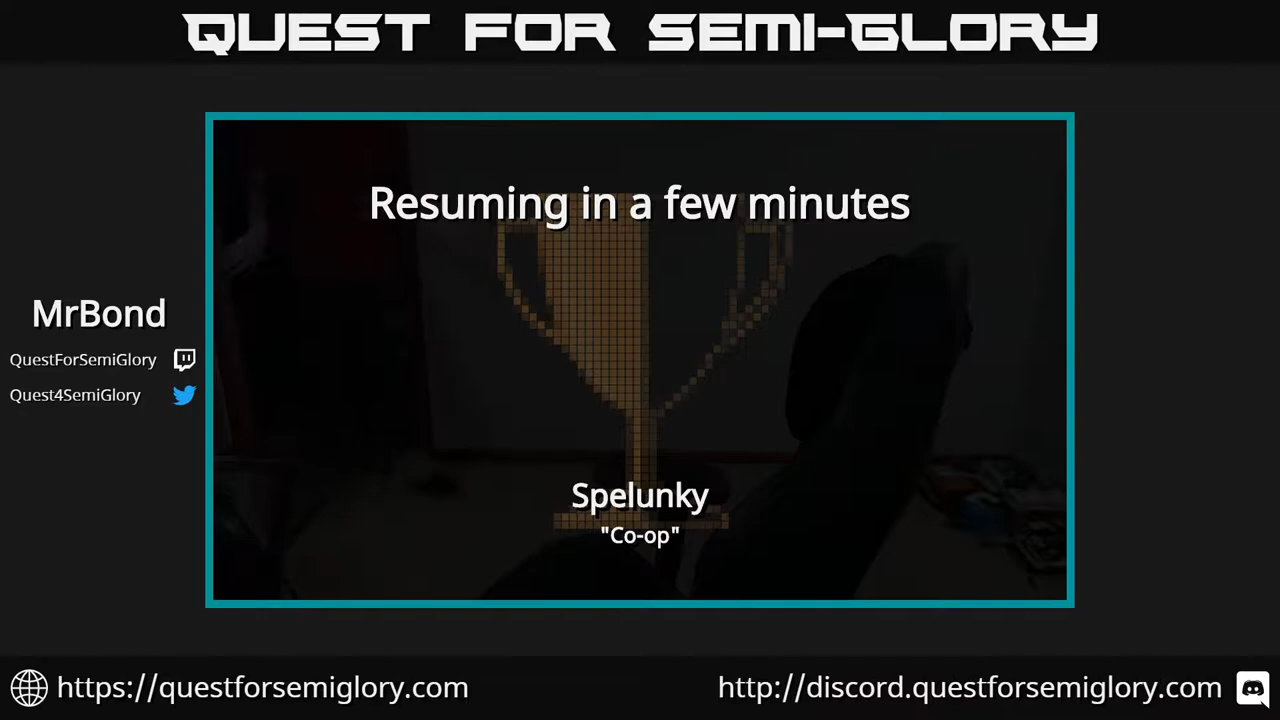 QUEST FOR SEMI-GLORY
Resuming in a few minutes
MrBond
QuestForSemiGlory
Quest4SemiGlory
Spelunky
"Co-op"
https://questforsemiglory.com
http://discord.questforsemiglory.com